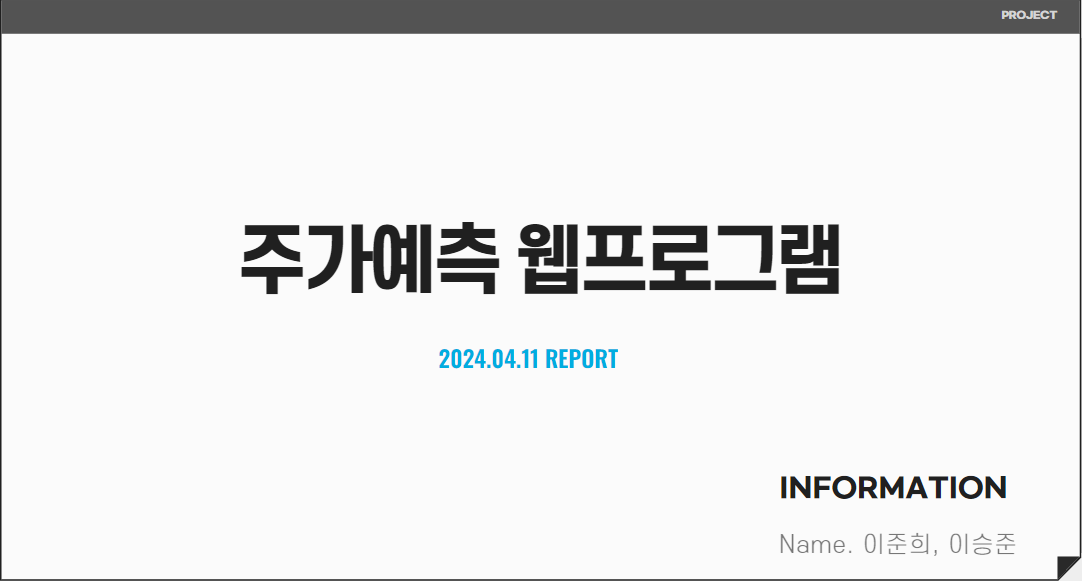 PROJECT
주가예측 웹프로그램
2024.04.11 REPORT
INFORMATION
Name. 이준희, 이승준